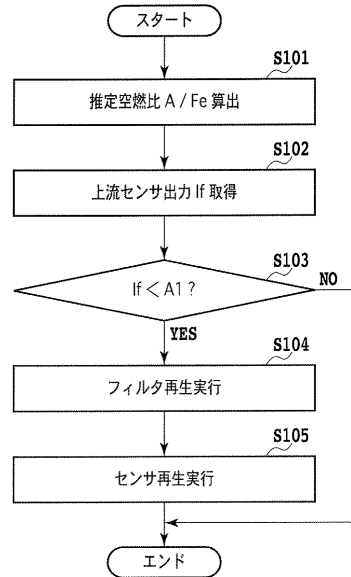 スタート
S101
推定空燃比 A / Fe 算出
S102
上流センサ出力 If 取得
S103
If < A1 ?
NO
YES
S104
フィルタ再生実行
S105
センサ再生実行
エンド